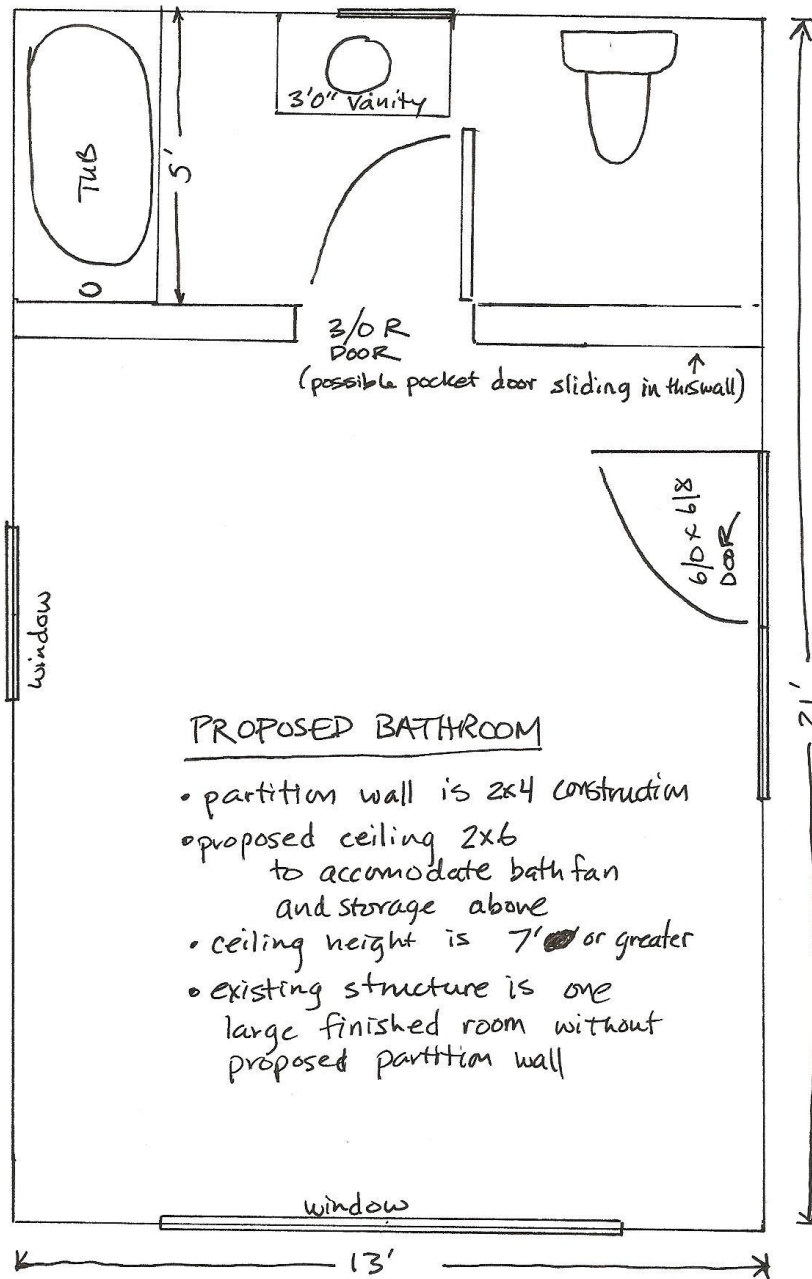 3'0" Vanity
TUB
5'
3/0 R
DOOR
(possible pocket door sliding in this wall)
6/0 x 6/8
DOOR
window
21'
PROPOSED BATHROOM
• partition wall is 2x4 construction
• proposed ceiling 2x6
to accomodate bath fan
and storage above
• ceiling height is 7' or greater
• existing structure is one
large finished room without
proposed partition wall
window
13'